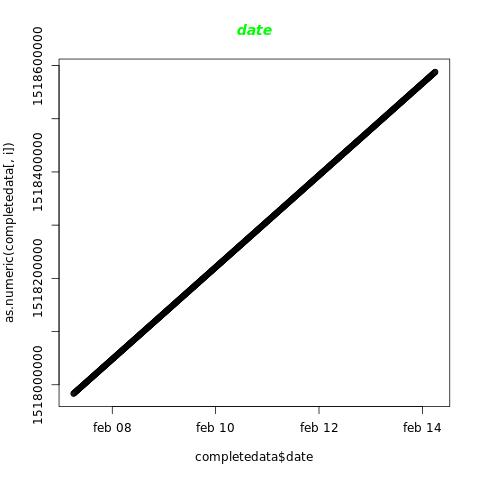 date
1518600000
1518400000
1518200000
1518000000
as.numeric(completedata[, i])
feb 08 feb 10 feb 12 feb 14
completedata$date